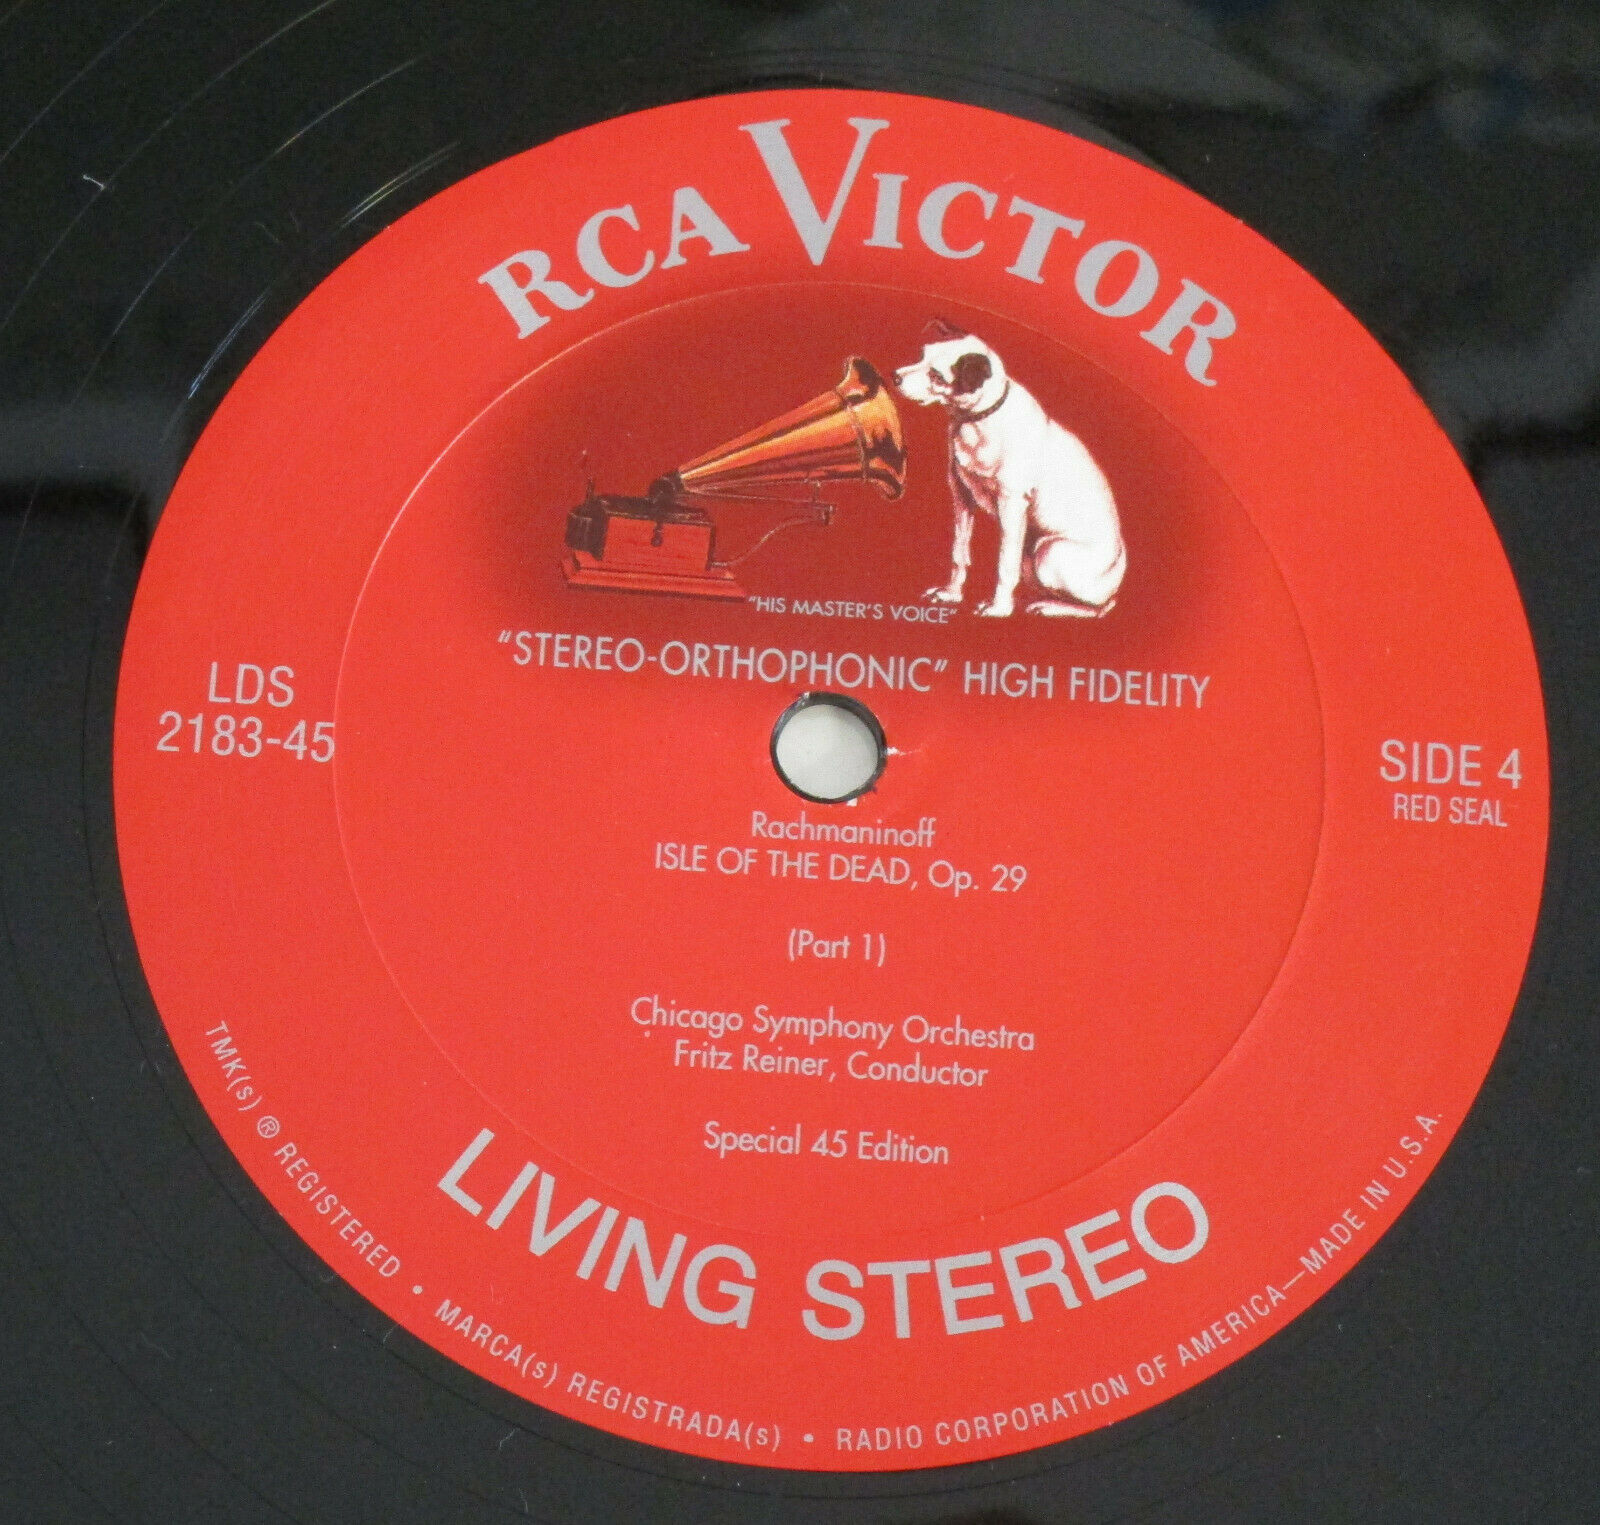 RCA VICTOR
"HIS MASTER'S VOICE"
"STEREO-ORTHOPHONIC" HIGH FIDELITY
LDS
2183-45
SIDE 4
RED SEAL
Rachmaninoff
ISLE OF THE DEAD, Op. 29
(Part 1)
Chicago Symphony Orchestra
Fritz Reiner, Conductor
Special 45 Edition
LIVING STEREO
TMK(s) ® REGISTERED • MARCA(s) REGISTRADA(s) • RADIO CORPORATION OF AMERICA—MADE IN U.S.A.